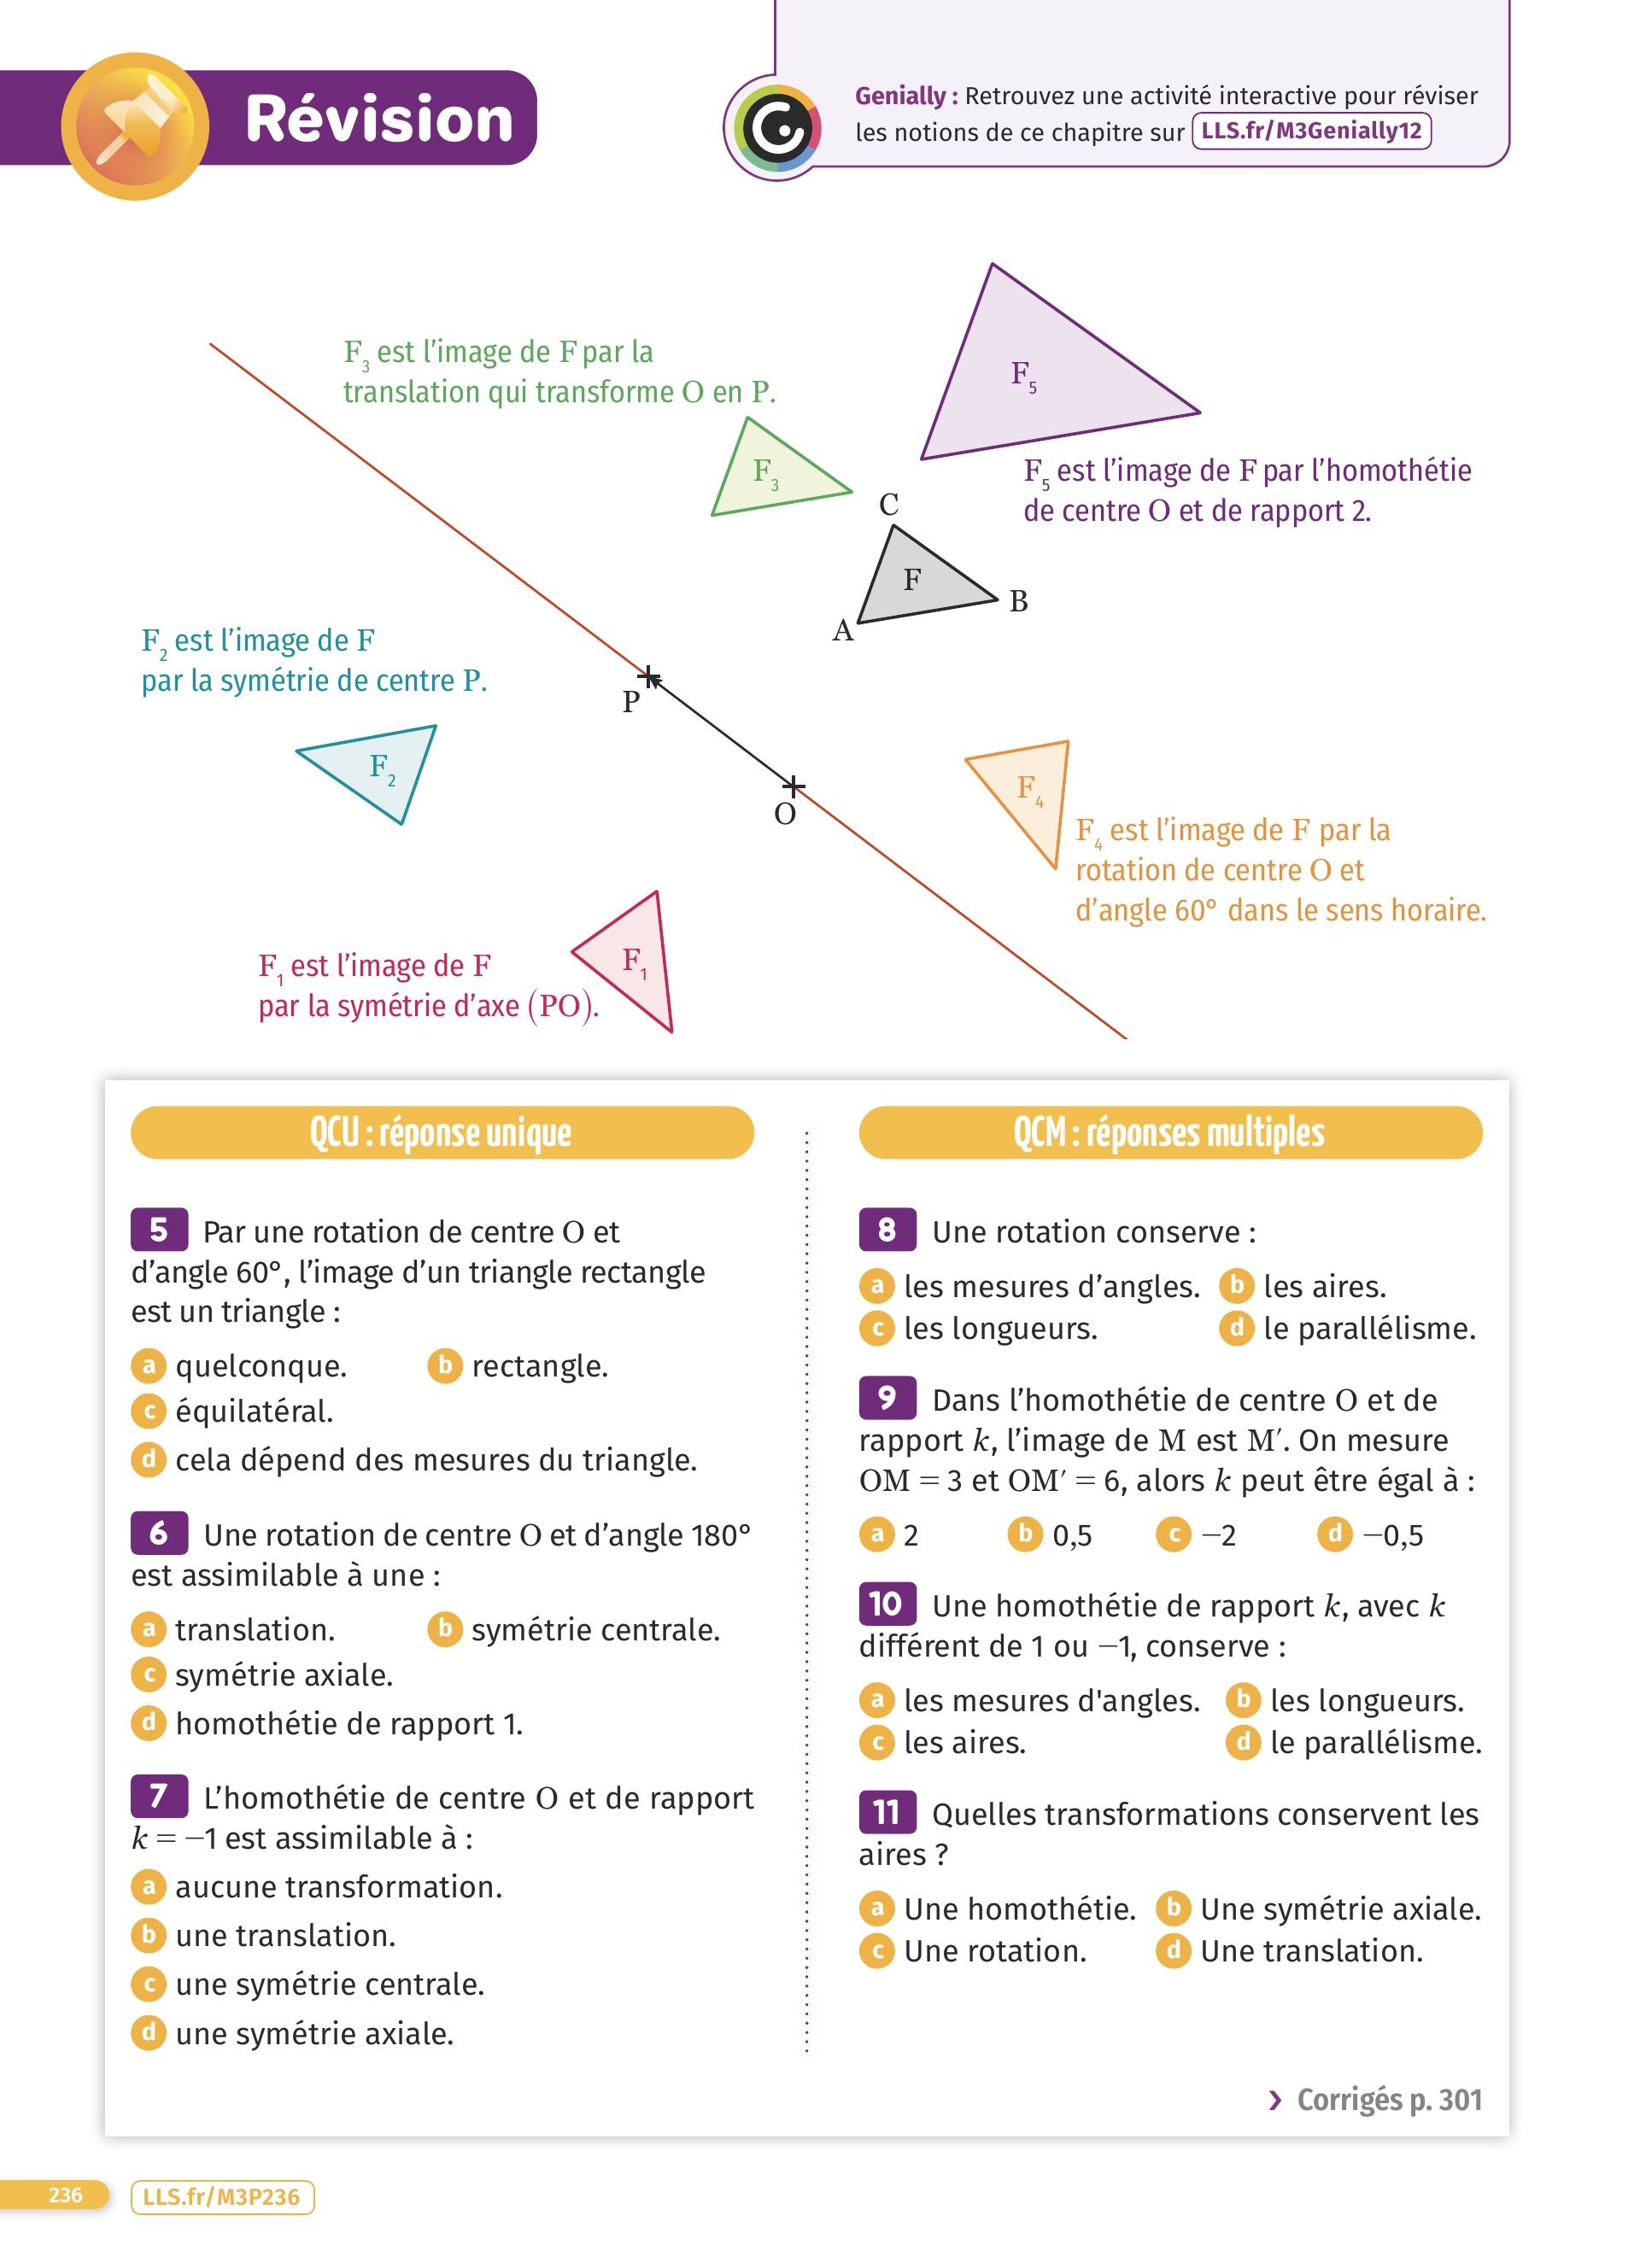 Révision
Genially : Retrouvez une activité interactive pour réviser
les notions de ce chapitre sur LLS.fr/M3Genially12
F₃ est l’image de F par la
translation qui transforme O en P.
F₅
F₃
F₅ est l’image de F par l’homothétie
de centre O et de rapport 2.
C
F
B
A
F₂ est l’image de F
par la symétrie de centre P.
P
F₂
O
F₄
F₄ est l’image de F par la
rotation de centre O et
d’angle 60° dans le sens horaire.
F₁
F₁ est l’image de F
par la symétrie d’axe (PO).
QCU : réponse unique
5 Par une rotation de centre O et
d’angle 60°, l’image d’un triangle rectangle
est un triangle :
a quelconque. b rectangle.
c équilatéral.
d cela dépend des mesures du triangle.
6 Une rotation de centre O et d’angle 180°
est assimilable à une :
a translation. b symétrie centrale.
c symétrie axiale.
d homothétie de rapport 1.
7 L’homothétie de centre O et de rapport
k = −1 est assimilable à :
a aucune transformation.
b une translation.
c une symétrie centrale.
d une symétrie axiale.
QCM : réponses multiples
8 Une rotation conserve :
a les mesures d’angles. b les aires.
c les longueurs. d le parallélisme.
9 Dans l’homothétie de centre O et de
rapport k, l’image de M est M′. On mesure
OM = 3 et OM′ = 6, alors k peut être égal à :
a 2 b 0,5 c −2 d −0,5
10 Une homothétie de rapport k, avec k
différent de 1 ou −1, conserve :
a les mesures d'angles. b les longueurs.
c les aires. d le parallélisme.
11 Quelles transformations conservent les
aires ?
a Une homothétie. b Une symétrie axiale.
c Une rotation. d Une translation.
› Corrigés p. 301
236 LLS.fr/M3P236